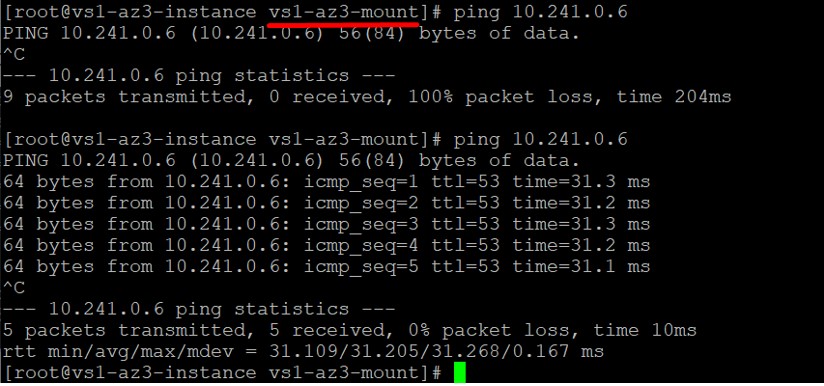 [root@vs1-az3-instance vs1-az3-mount]# ping 10.241.0.6
PING 10.241.0.6 (10.241.0.6) 56(84) bytes of data.
^C
--- 10.241.0.6 ping statistics ---
9 packets transmitted, 0 received, 100% packet loss, time 204ms
[root@vs1-az3-instance vs1-az3-mount]# ping 10.241.0.6
PING 10.241.0.6 (10.241.0.6) 56(84) bytes of data.
64 bytes from 10.241.0.6: icmp_seq=1 ttl=53 time=31.3 ms
64 bytes from 10.241.0.6: icmp_seq=2 ttl=53 time=31.2 ms
64 bytes from 10.241.0.6: icmp_seq=3 ttl=53 time=31.3 ms
64 bytes from 10.241.0.6: icmp_seq=4 ttl=53 time=31.2 ms
64 bytes from 10.241.0.6: icmp_seq=5 ttl=53 time=31.1 ms
^C
--- 10.241.0.6 ping statistics ---
5 packets transmitted, 5 received, 0% packet loss, time 10ms
rtt min/avg/max/mdev = 31.109/31.205/31.268/0.167 ms
[root@vs1-az3-instance vs1-az3-mount]#